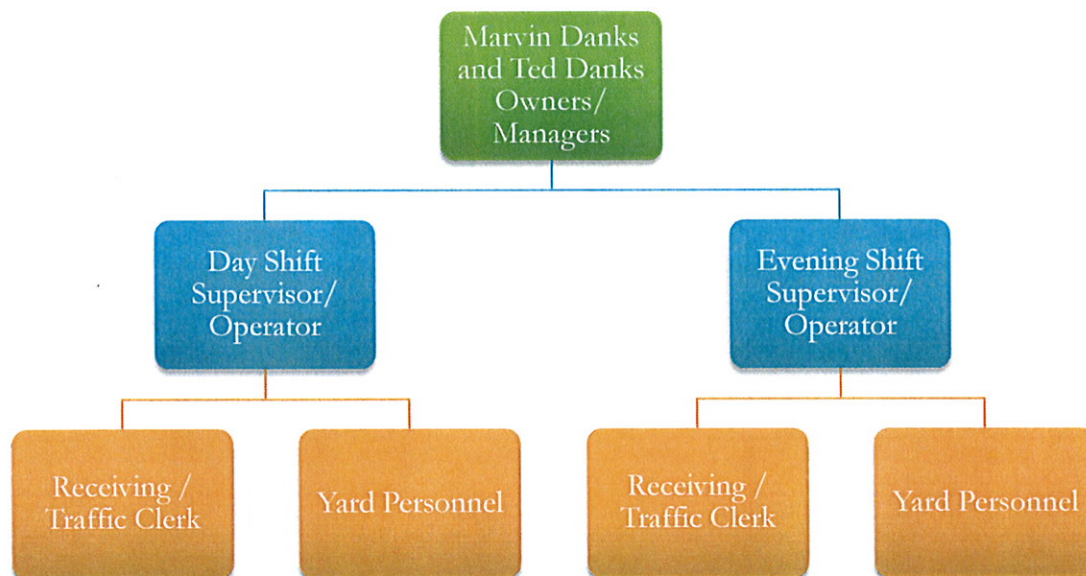 Marvin Danks
and Ted Danks
Owners/
Managers
Day Shift
Supervisor/
Operator
Evening Shift
Supervisor/
Operator
Receiving /
Traffic Clerk
Yard Personnel
Receiving /
Traffic Clerk
Yard Personnel